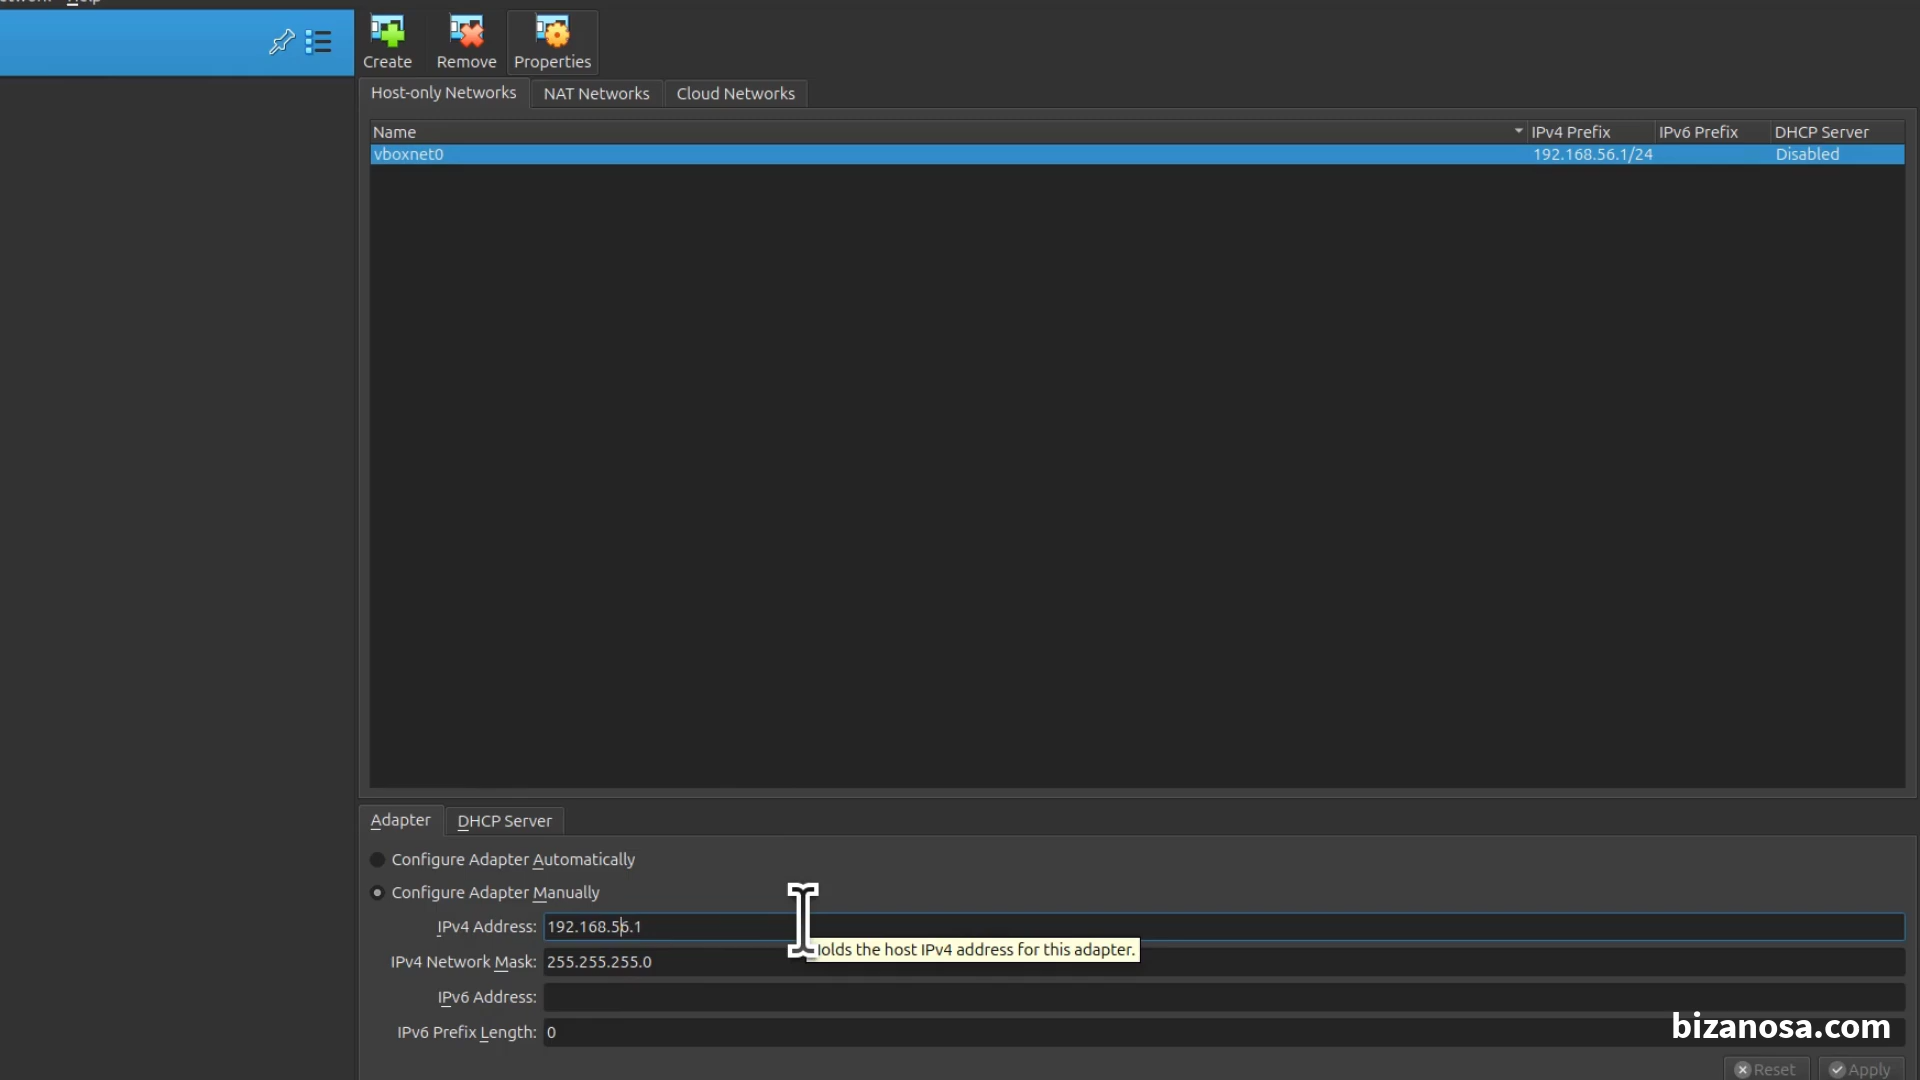 Help
Create
Remove
Properties
Host-only Networks
NAT Networks
Cloud Networks
Name
IPv4 Prefix
IPv6 Prefix
DHCP Server
vboxnet0
192.168.56.1/24
Disabled
Adapter
DHCP Server
Configure Adapter Automatically
Configure Adapter Manually
IPv4 Address: 192.168.56.1
olds the host IPv4 address for this adapter.
IPv4 Network Mask: 255.255.255.0
IPv6 Address:
IPv6 Prefix Length: 0
bizanosa.com
Reset
Apply